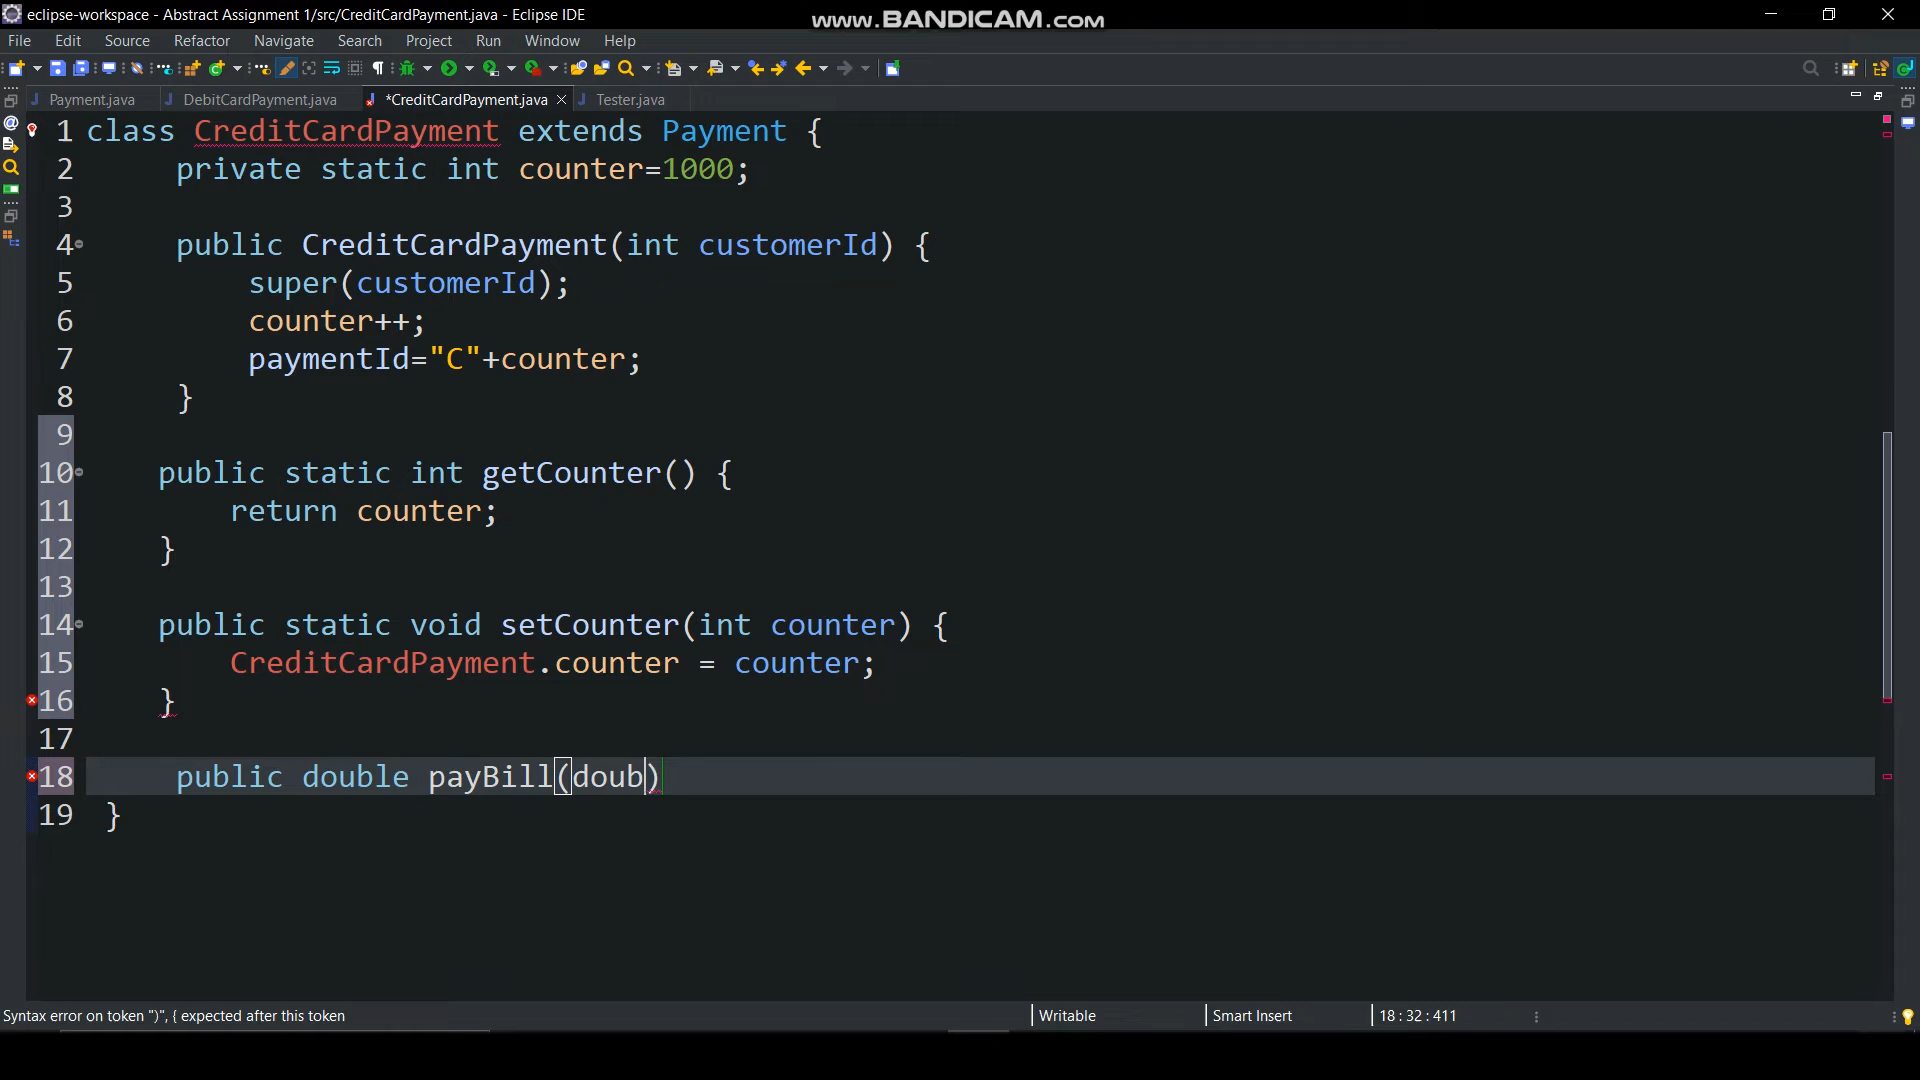 eclipse-workspace - Abstract Assignment 1/src/CreditCardPayment.java - Eclipse IDE
www.BANDICAM.com
File Edit Source Refactor Navigate Search Project Run Window Help
Payment.java DebitCardPayment.java *CreditCardPayment.java Tester.java
1 class CreditCardPayment extends Payment {
2 private static int counter=1000;
3
4 public CreditCardPayment(int customerId) {
5 super(customerId);
6 counter++;
7 paymentId="C"+counter;
8 }
9
10 public static int getCounter() {
11 return counter;
12 }
13
14 public static void setCounter(int counter) {
15 CreditCardPayment.counter = counter;
16 }
17
18 public double payBill(doub)
19 }
Syntax error on token ")", { expected after this token Writable Smart Insert 18 : 32 : 411